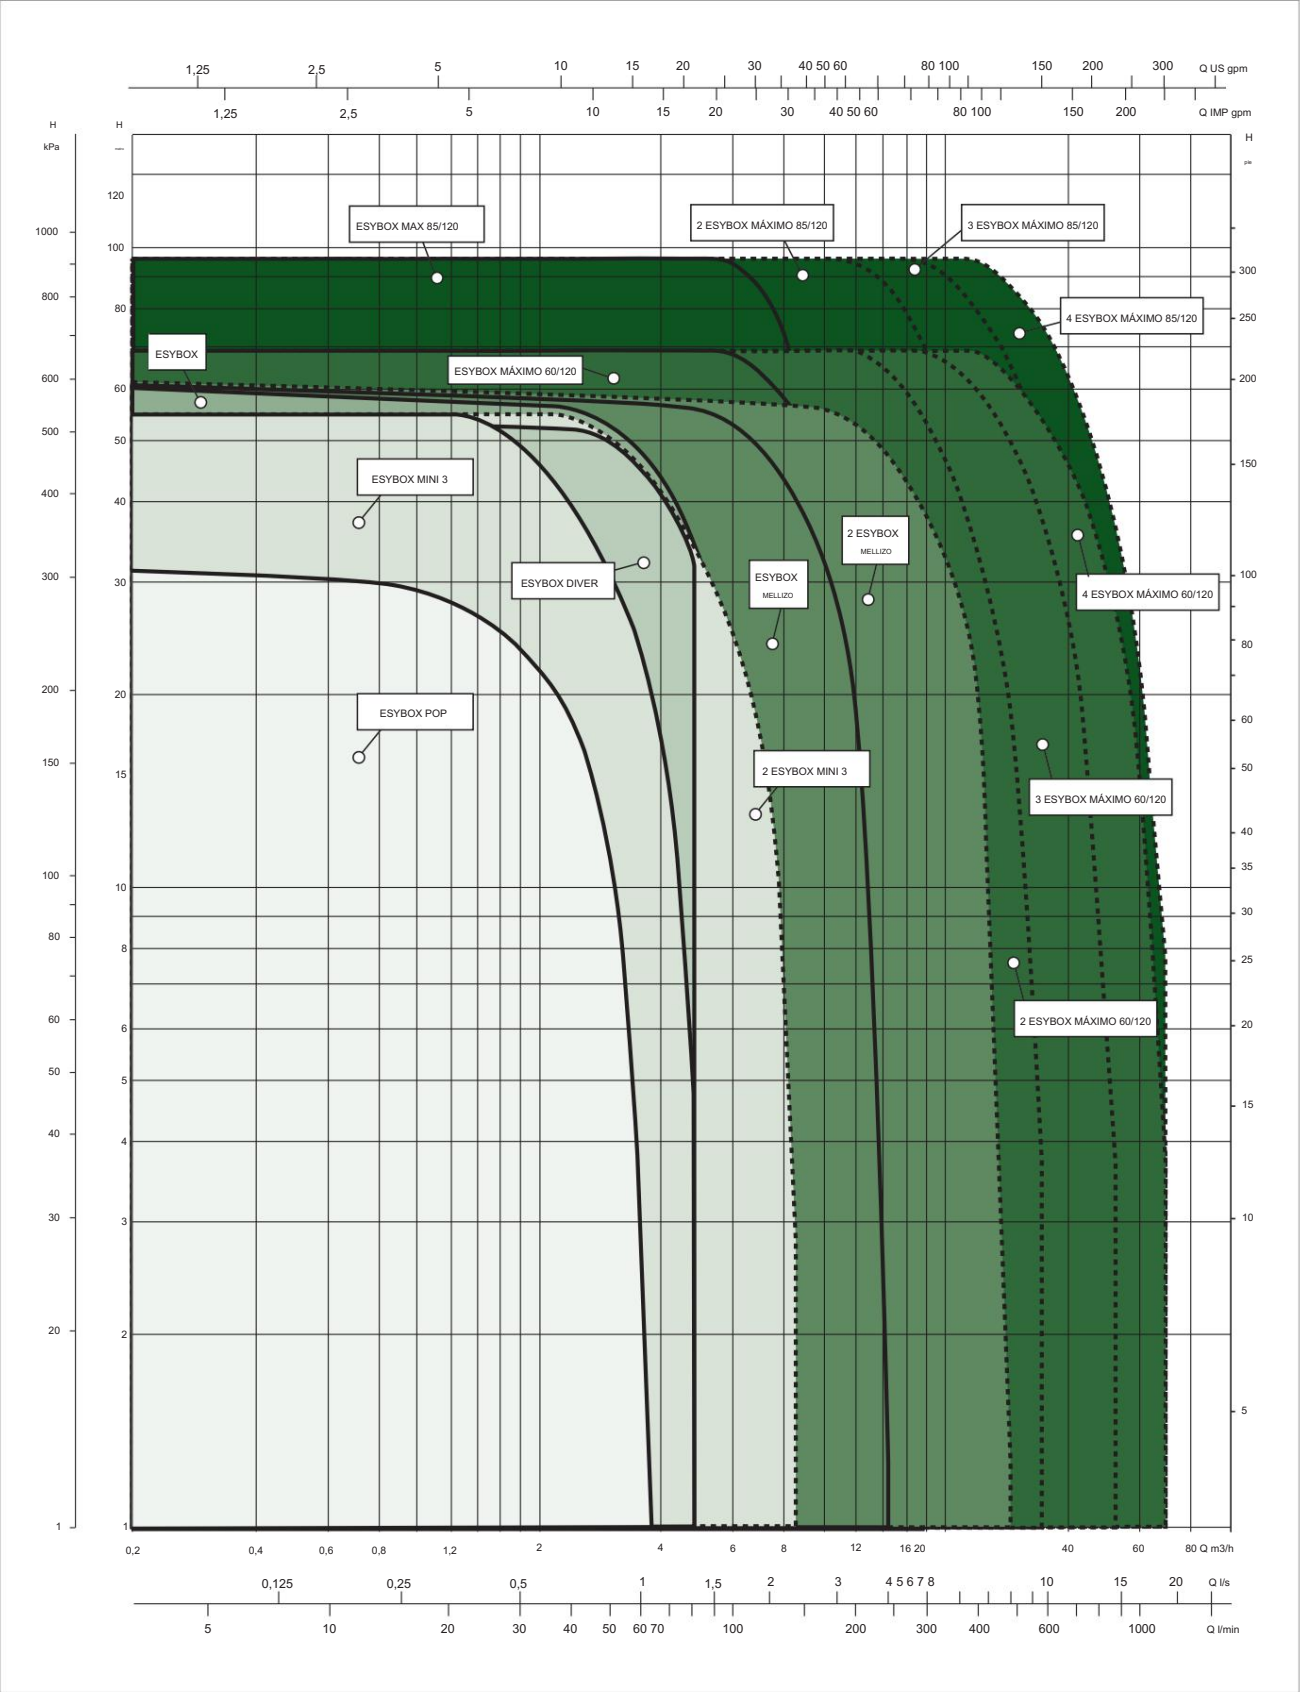 1,25 2,5 5 10 15 20 30 40 50 60 80 100 150 200 300 Q US gpm
1,25 2,5 5 10 15 20 30 40 50 60 80 100 150 200 Q IMP gpm
H
kPa
H
H
pie
120
100
80
60
50
40
30
20
15
10
8
6
5
4
3
2
1
1000
800
600
500
400
300
200
150
100
80
60
50
40
30
20
1
300
250
200
150
100
80
60
50
40
35
30
25
20
15
10
5
ESYBOX MAX 85/120
2 ESYBOX MÁXIMO 85/120
3 ESYBOX MÁXIMO 85/120
4 ESYBOX MÁXIMO 85/120
ESYBOX
ESYBOX MÁXIMO 60/120
ESYBOX MINI 3
2 ESYBOX
MELLIZO
ESYBOX DIVER
ESYBOX
MELLIZO
4 ESYBOX MÁXIMO 60/120
ESYBOX POP
2 ESYBOX MINI 3
3 ESYBOX MÁXIMO 60/120
2 ESYBOX MÁXIMO 60/120
0,2 0,4 0,6 0,8 1,2 2 4 6 8 12 16 20 40 60 80 Q m3/h
0,125 0,25 0,5 1 1,5 2 3 4 5 6 7 8 10 15 20 Q l/s
5 10 20 30 40 50 60 70 100 200 300 400 600 1000 Q l/min